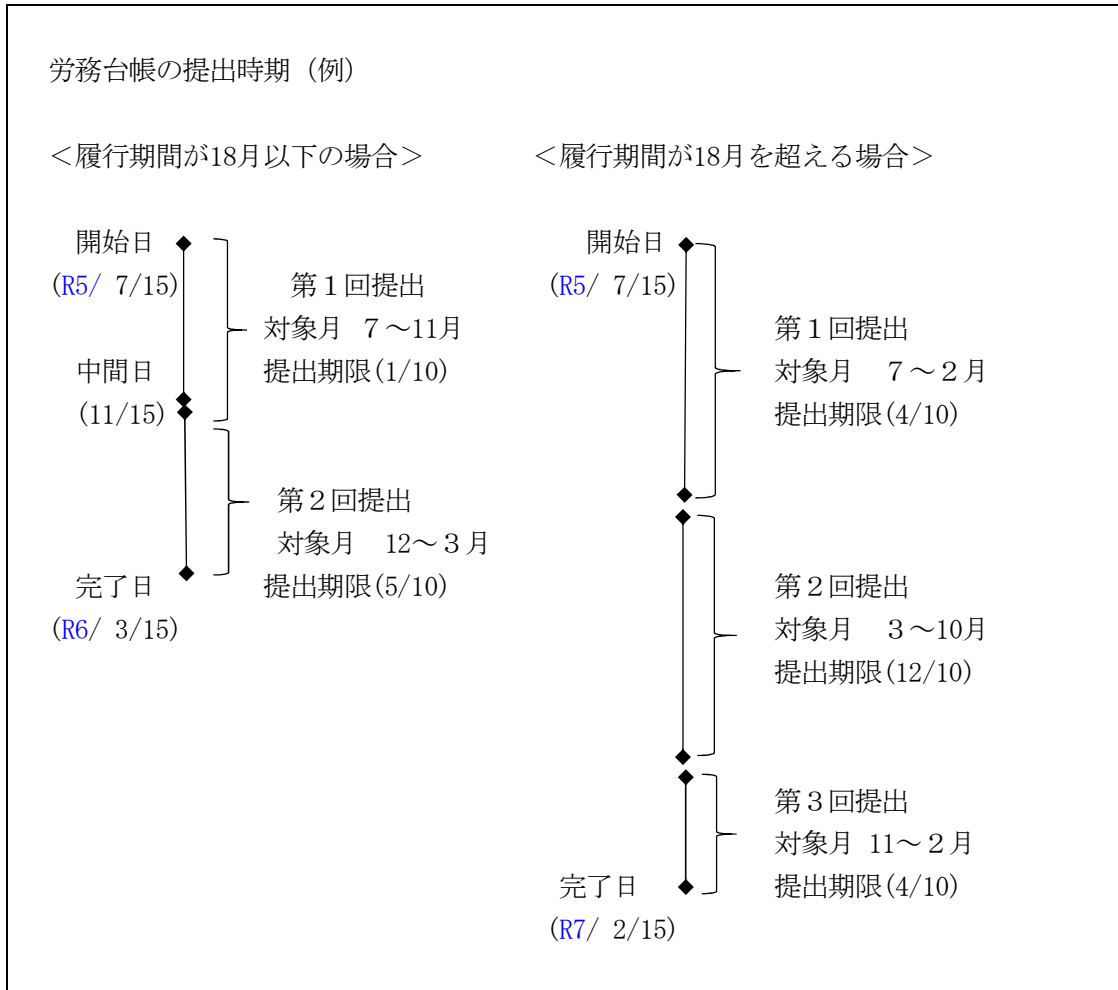 労務台帳の提出時期（例）
＜履行期間が18月以下の場合＞
開始日
(R5/ 7/15)
第１回提出
対象月 ７～11月
提出期限(1/10)
中間日
(11/15)
第２回提出
対象月 12～３月
提出期限(5/10)
完了日
(R6/ 3/15)
＜履行期間が18月を超える場合＞
開始日
(R5/ 7/15)
第１回提出
対象月 ７～２月
提出期限(4/10)
第２回提出
対象月 ３～10月
提出期限(12/10)
第３回提出
対象月 11～２月
提出期限(4/10)
完了日
(R7/ 2/15)